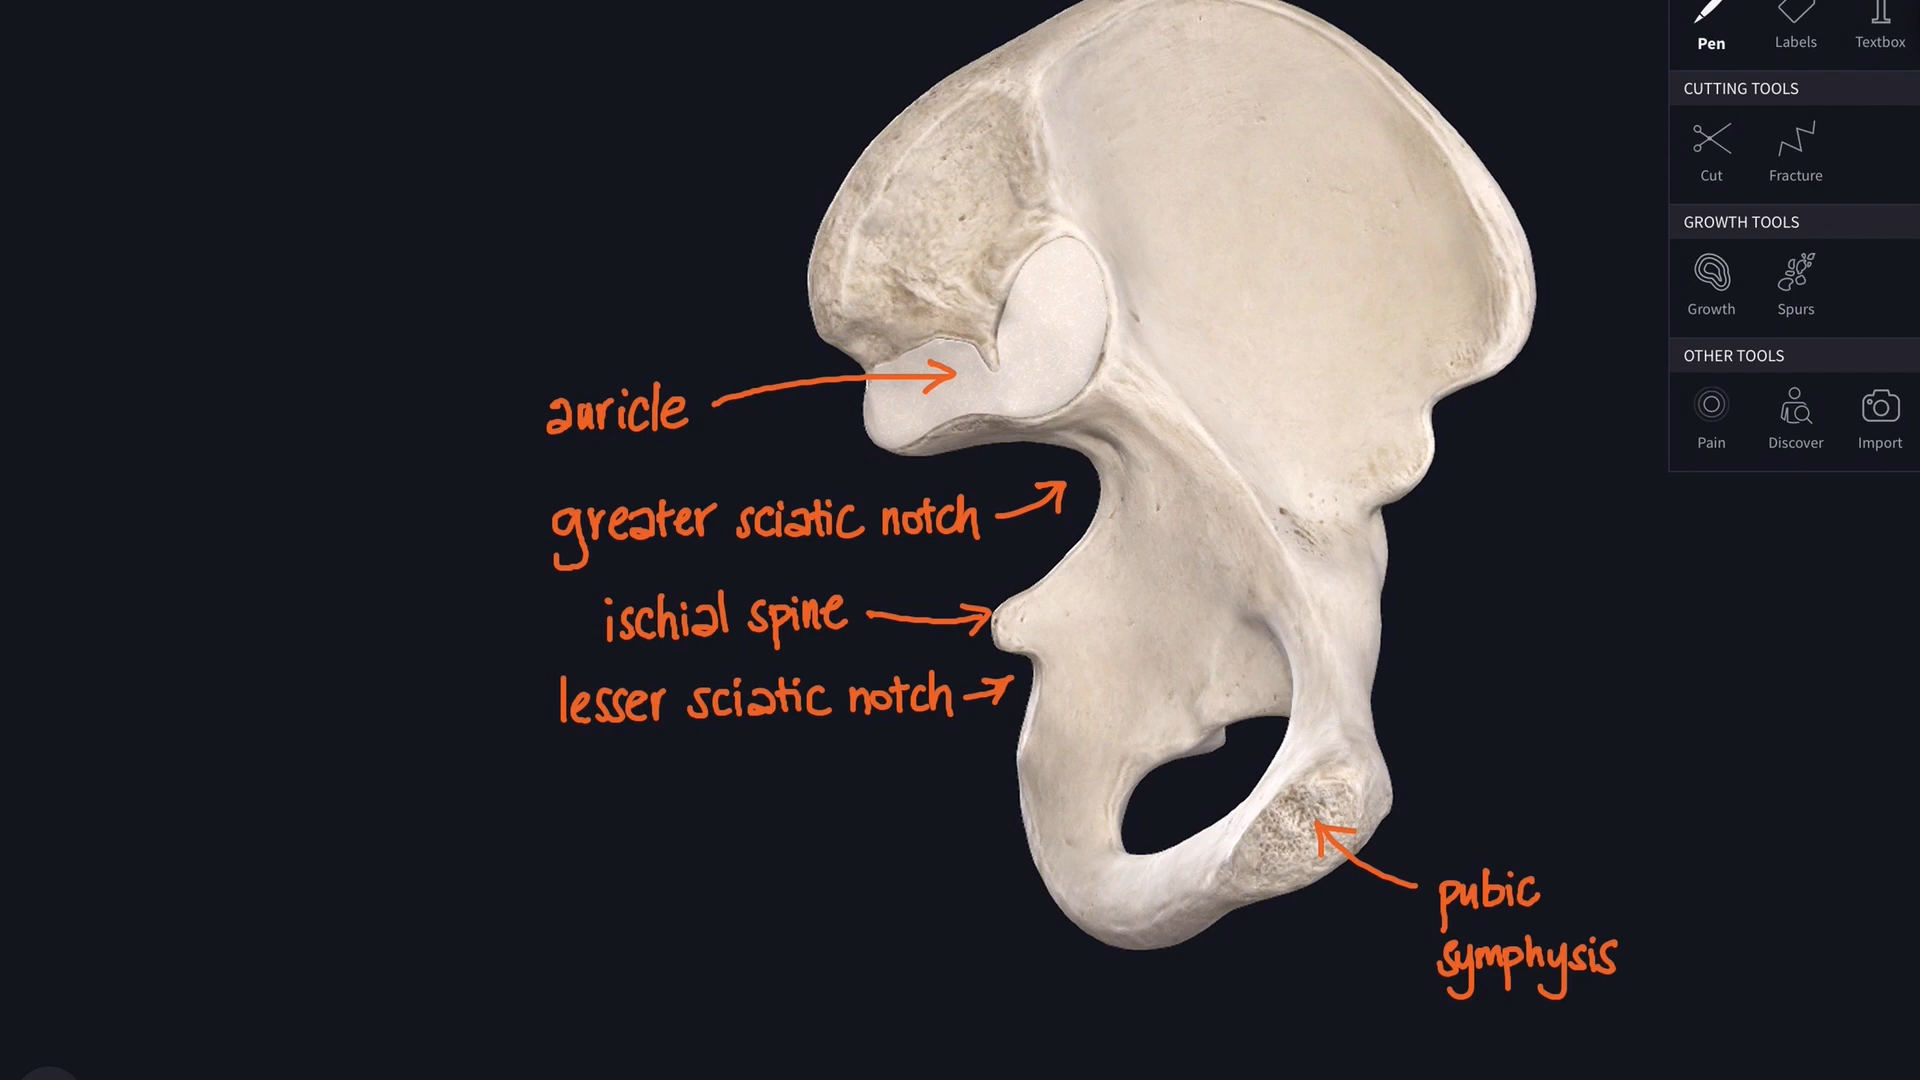 Pen Labels Textbox
CUTTING TOOLS
Cut Fracture
GROWTH TOOLS
Growth Spurs
OTHER TOOLS
Pain Discover Import
auricle
greater sciatic notch
ischial spine
lesser sciatic notch
pubic
symphysis